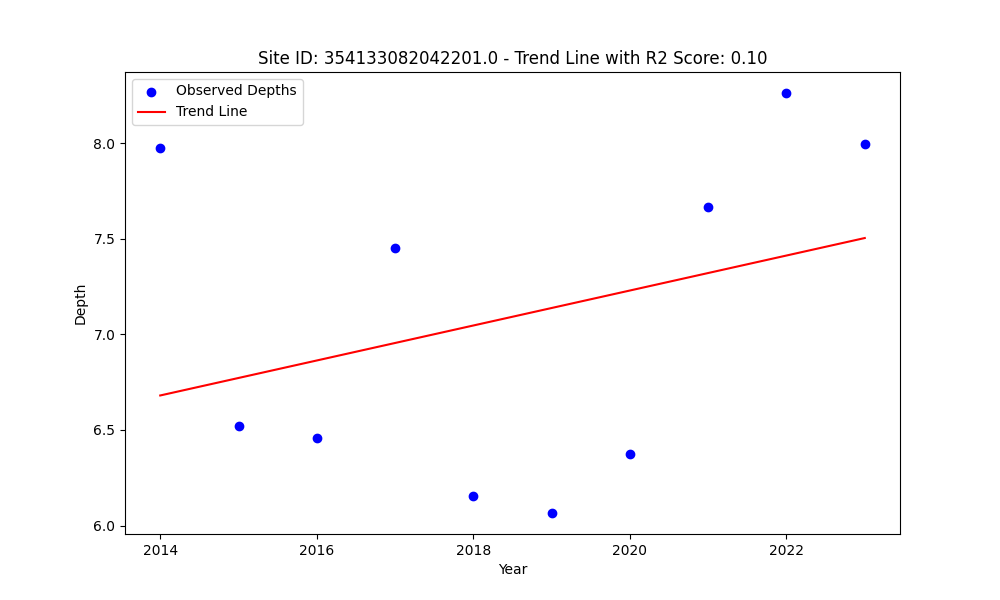 Site ID: 354133082042201.0 - Trend Line with R2 Score: 0.10
Observed Depths
Trend Line
8.0
7.5
7.0
6.5
6.0
Depth
2014
2016
2018
2020
2022
Year